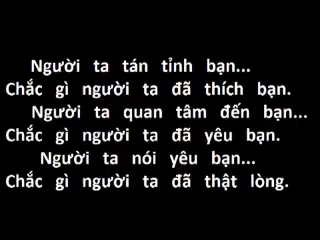 Người ta tán tỉnh bạn...
Chắc gì người ta đã thích bạn.
Người ta quan tâm đến bạn...
Chắc gì người ta đã yêu bạn.
Người ta nói yêu bạn...
Chắc gì người ta đã thật lòng.